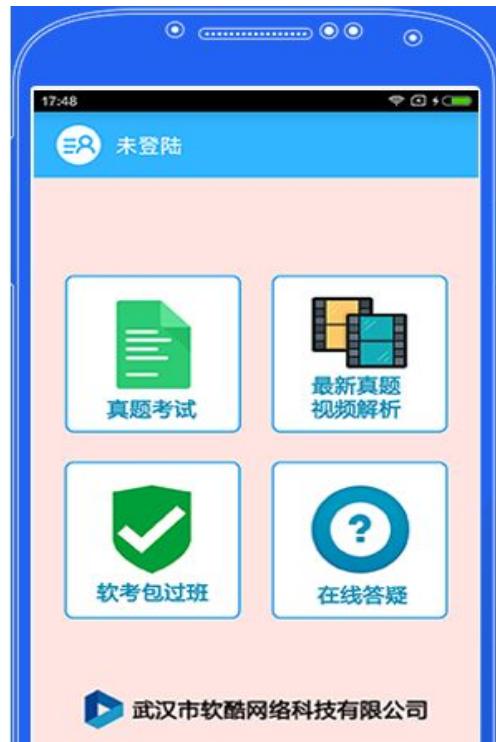 17:48
未登陆
真题考试
最新真题
视频解析
软考包过班
在线答疑
?
武汉市软酷网络科技有限公司